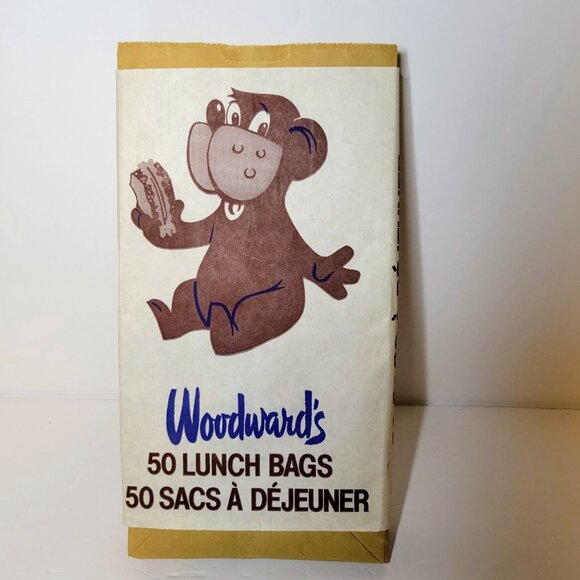 Woodward's
50 LUNCH BAGS
50 SACS À DÉJEUNER